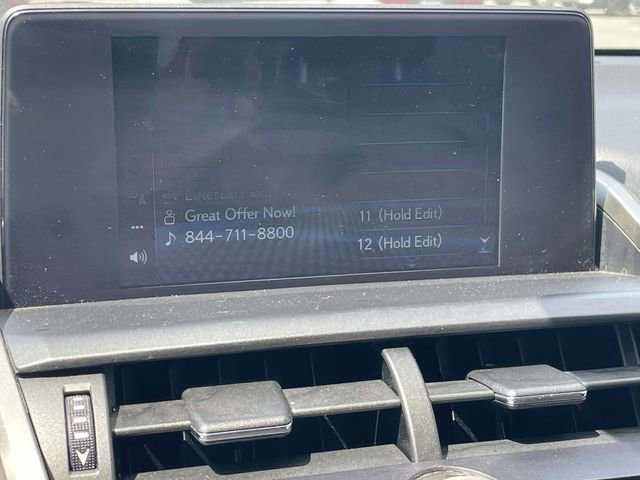 Great Offer Now!
844-711-8800
11 (Hold Edit)
12 (Hold Edit)